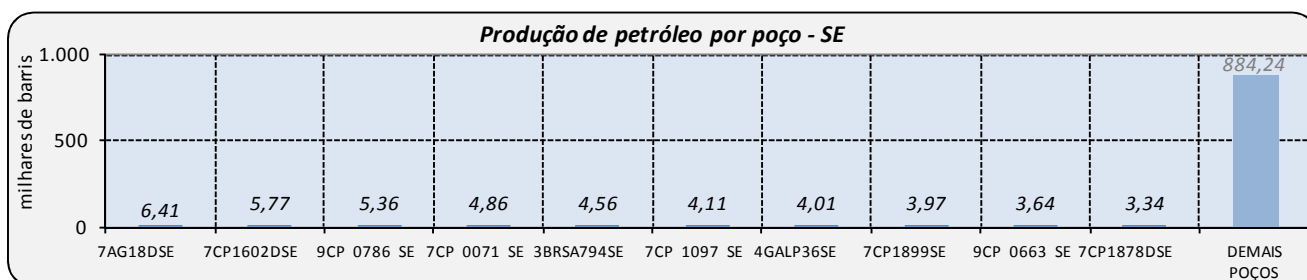 Produção de petróleo por poço - SE
milhares de barris
1.000
500
0
6,41 5,77 5,36 4,86 4,56 4,11 4,01 3,97 3,64 3,34 884,24
7AG18DSE 7CP1602DSE 9CP 0786 SE 7CP 0071 SE 3BRSA794SE 7CP 1097 SE 4GALP36SE 7CP1899SE 9CP 0663 SE 7CP1878DSE DEMAIS
POÇOS